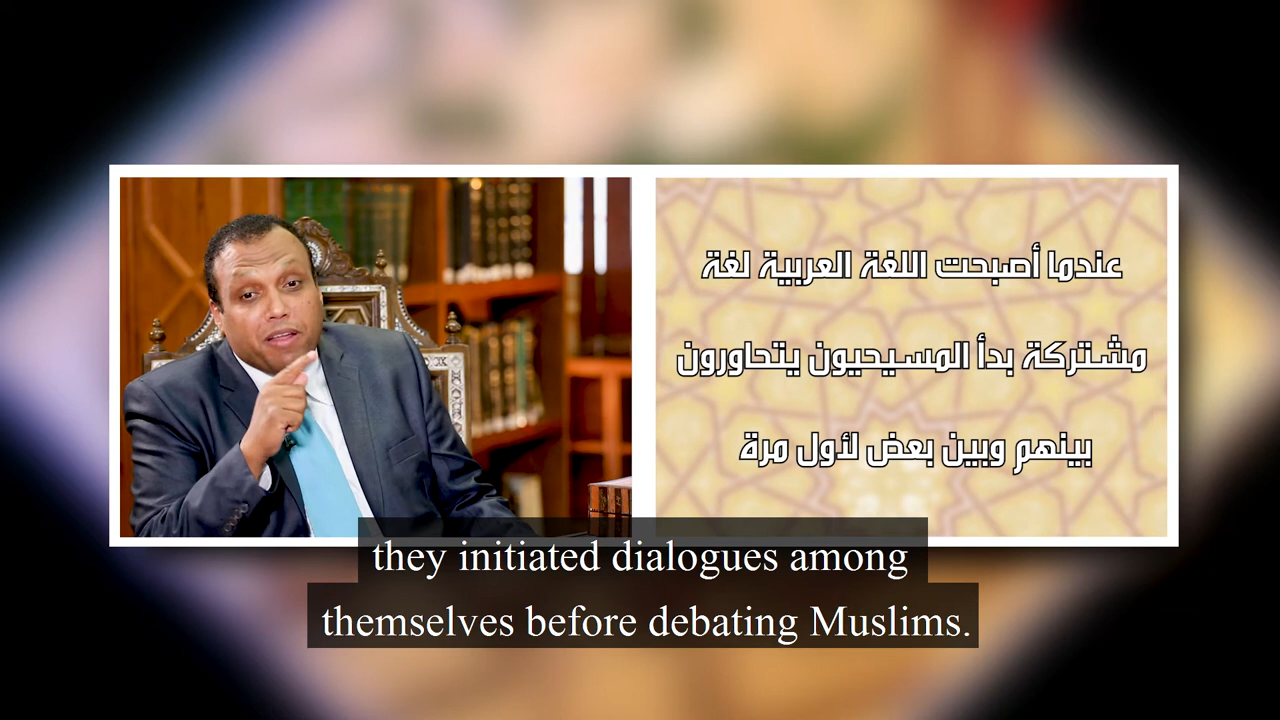 عندما أصبحت اللغة العربية لغة
مشتركة بدأ المسيحيون يتحاورون
بينهم وبين بعض لأول مرة
they initiated dialogues among
themselves before debating Muslims.